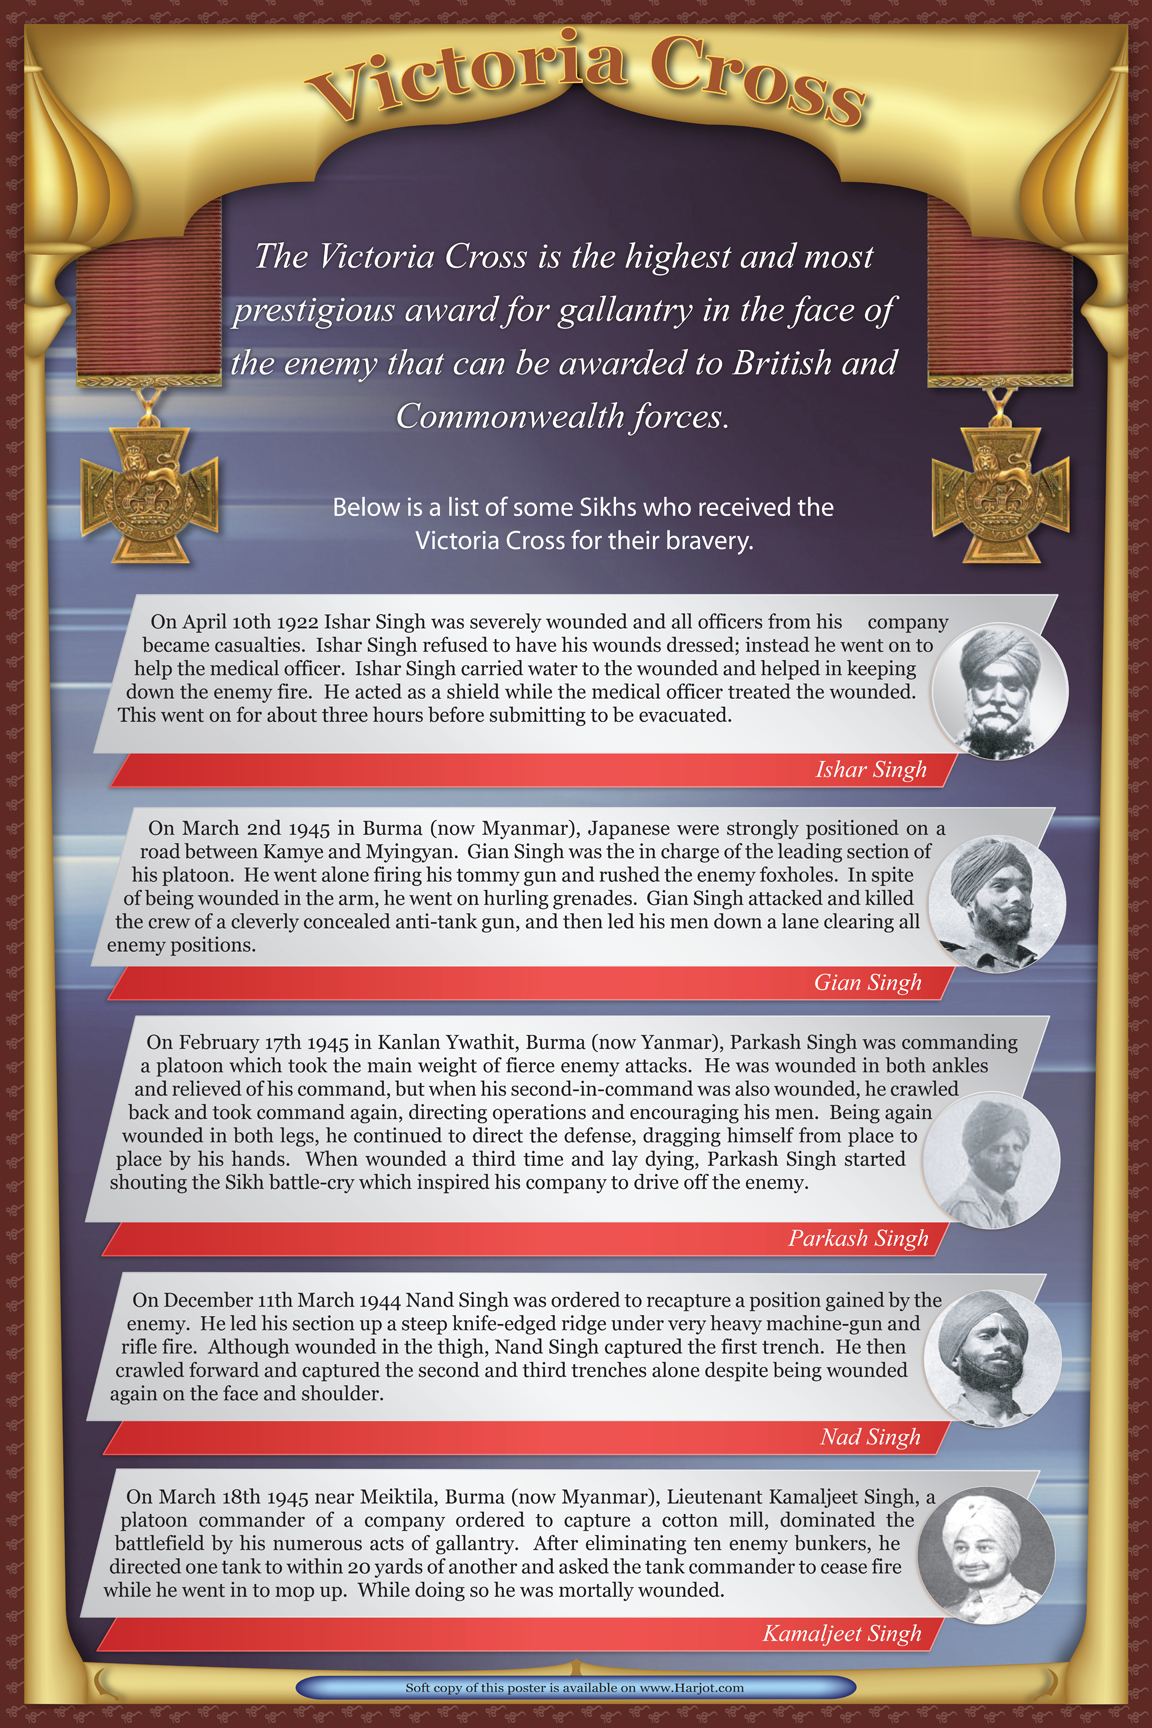 Victoria Cross
The Victoria Cross is the highest and most
prestigious award for gallantry in the face of
the enemy that can be awarded to British and
Commonwealth forces.
Below is a list of some Sikhs who received the
Victoria Cross for their bravery.
On April 10th 1922 Ishar Singh was severely wounded and all officers from his company
became casualties. Ishar Singh refused to have his wounds dressed; instead he went on to
help the medical officer. Ishar Singh carried water to the wounded and helped in keeping
down the enemy fire. He acted as a shield while the medical officer treated the wounded.
This went on for about three hours before submitting to be evacuated.
Ishar Singh
On March 2nd 1945 in Burma (now Myanmar), Japanese were strongly positioned on a
road between Kamye and Myingyan. Gian Singh was the in charge of the leading section of
his platoon. He went alone firing his tommy gun and rushed the enemy foxholes. In spite
of being wounded in the arm, he went on hurling grenades. Gian Singh attacked and killed
the crew of a cleverly concealed anti-tank gun, and then led his men down a lane clearing all
enemy positions.
Gian Singh
On February 17th 1945 in Kanlan Ywathit, Burma (now Yanmar), Parkash Singh was commanding
a platoon which took the main weight of fierce enemy attacks. He was wounded in both ankles
and relieved of his command, but when his second-in-command was also wounded, he crawled
back and took command again, directing operations and encouraging his men. Being again
wounded in both legs, he continued to direct the defense, dragging himself from place to
place by his hands. When wounded a third time and lay dying, Parkash Singh started
shouting the Sikh battle-cry which inspired his company to drive off the enemy.
Parkash Singh
On December 11th March 1944 Nand Singh was ordered to recapture a position gained by the
enemy. He led his section up a steep knife-edged ridge under very heavy machine-gun and
rifle fire. Although wounded in the thigh, Nand Singh captured the first trench. He then
crawled forward and captured the second and third trenches alone despite being wounded
again on the face and shoulder.
Nad Singh
On March 18th 1945 near Meiktila, Burma (now Myanmar), Lieutenant Kamaljeet Singh, a
platoon commander of a company ordered to capture a cotton mill, dominated the
battlefield by his numerous acts of gallantry. After eliminating ten enemy bunkers, he
directed one tank to within 20 yards of another and asked the tank commander to cease fire
while he went in to mop up. While doing so he was mortally wounded.
Kamaljeet Singh
Soft copy of this poster is available on www.Harjot.com